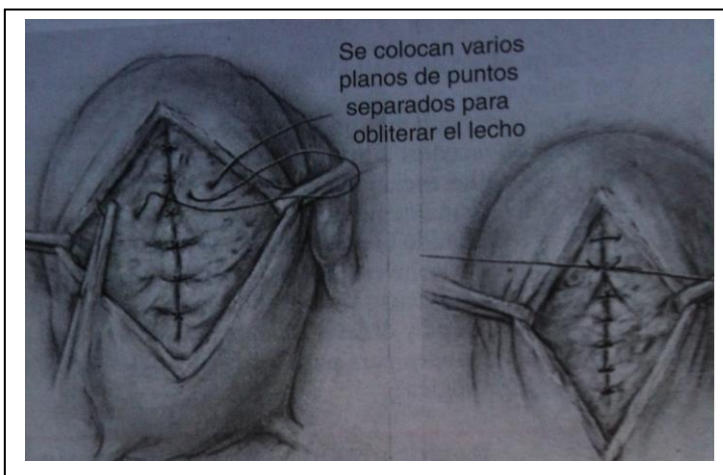 Se colocan varios
planos de puntos
separados para
obliterar el lecho